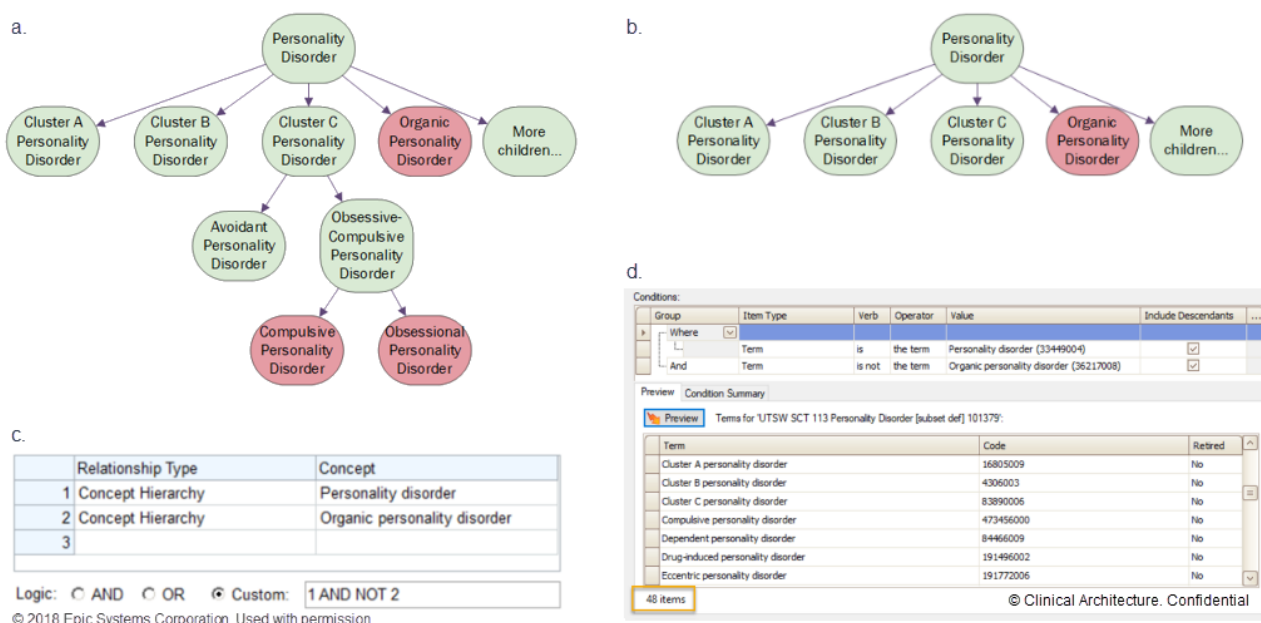 a.
Personality
Disorder
Cluster A
Personality
Disorder
Cluster B
Personality
Disorder
Cluster C
Personality
Disorder
Organic
Personality
Disorder
More
children...
Avoidant
Personality
Disorder
Obsessive-
Compulsive
Personality
Disorder
Compulsive
Personality
Disorder
Obsessional
Personality
Disorder
b.
Personality
Disorder
Cluster A
Personality
Disorder
Cluster B
Personality
Disorder
Cluster C
Personality
Disorder
Organic
Personality
Disorder
More
children...
c.
Relationship Type Concept
1 Concept Hierarchy Personality disorder
2 Concept Hierarchy Organic personality disorder
3
Logic: AND OR Custom: 1 AND NOT 2
© 2018 Epic Systems Corporation. Used with permission
d.
Conditions:
Group Item Type Verb Operator Value Include Descendants ...
Where
Term is the term Personality disorder (33449004)
And Term is not the term Organic personality disorder (36217008)
Preview Condition Summary
Preview Terms for 'UTSW SCT 113 Personality Disorder [subset def] 101379':
Term Code Retired
Cluster A personality disorder 16805009 No
Cluster B personality disorder 4306003 No
Cluster C personality disorder 83890006 No
Compulsive personality disorder 473456000 No
Dependent personality disorder 84466009 No
Drug-induced personality disorder 191496002 No
Eccentric personality disorder 191772006 No
48 items
© Clinical Architecture. Confidential